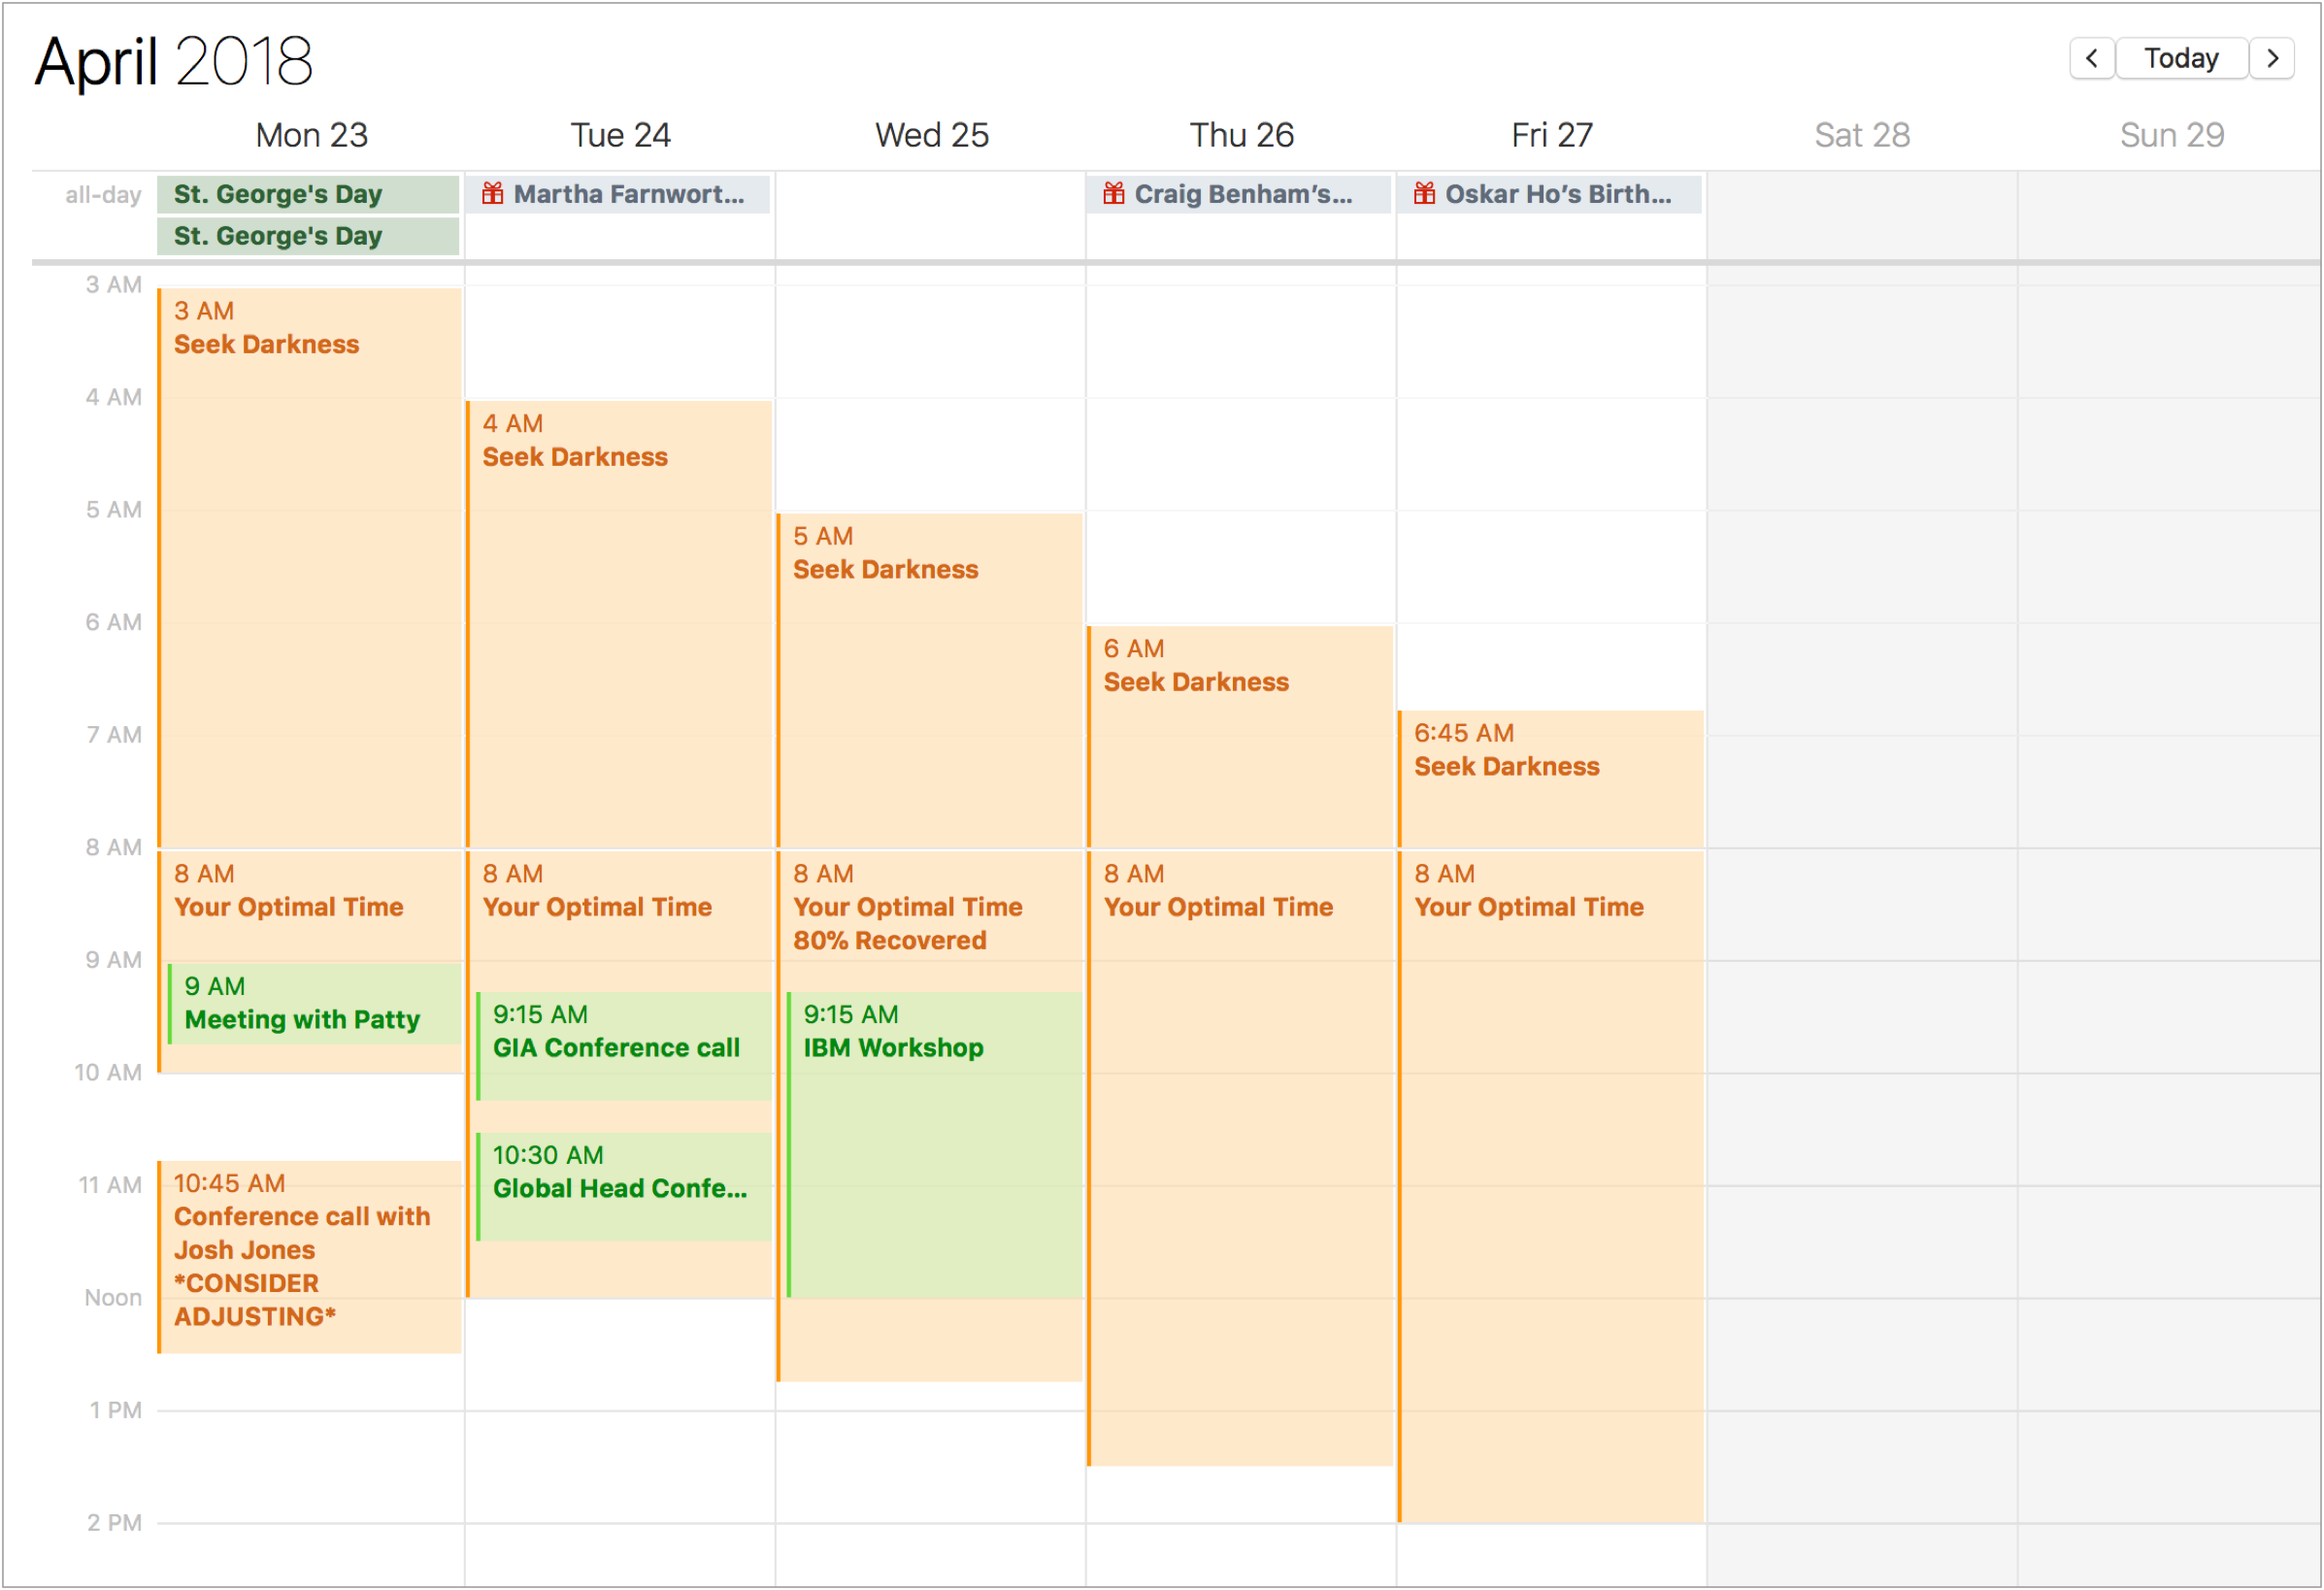 April 2018
Today
Mon 23
Tue 24
Wed 25
Thu 26
Fri 27
Sat 28
Sun 29
all-day
St. George's Day
St. George's Day
Martha Farnwort...
Craig Benham’s...
Oskar Ho’s Birth...
3 AM
4 AM
5 AM
6 AM
7 AM
8 AM
9 AM
10 AM
11 AM
Noon
1 PM
2 PM
3 AM
Seek Darkness
8 AM
Your Optimal Time
9 AM
Meeting with Patty
10:45 AM
Conference call with
Josh Jones
*CONSIDER
ADJUSTING*
4 AM
Seek Darkness
8 AM
Your Optimal Time
9:15 AM
GIA Conference call
10:30 AM
Global Head Confe...
5 AM
Seek Darkness
8 AM
Your Optimal Time
80% Recovered
9:15 AM
IBM Workshop
6 AM
Seek Darkness
8 AM
Your Optimal Time
6:45 AM
Seek Darkness
8 AM
Your Optimal Time